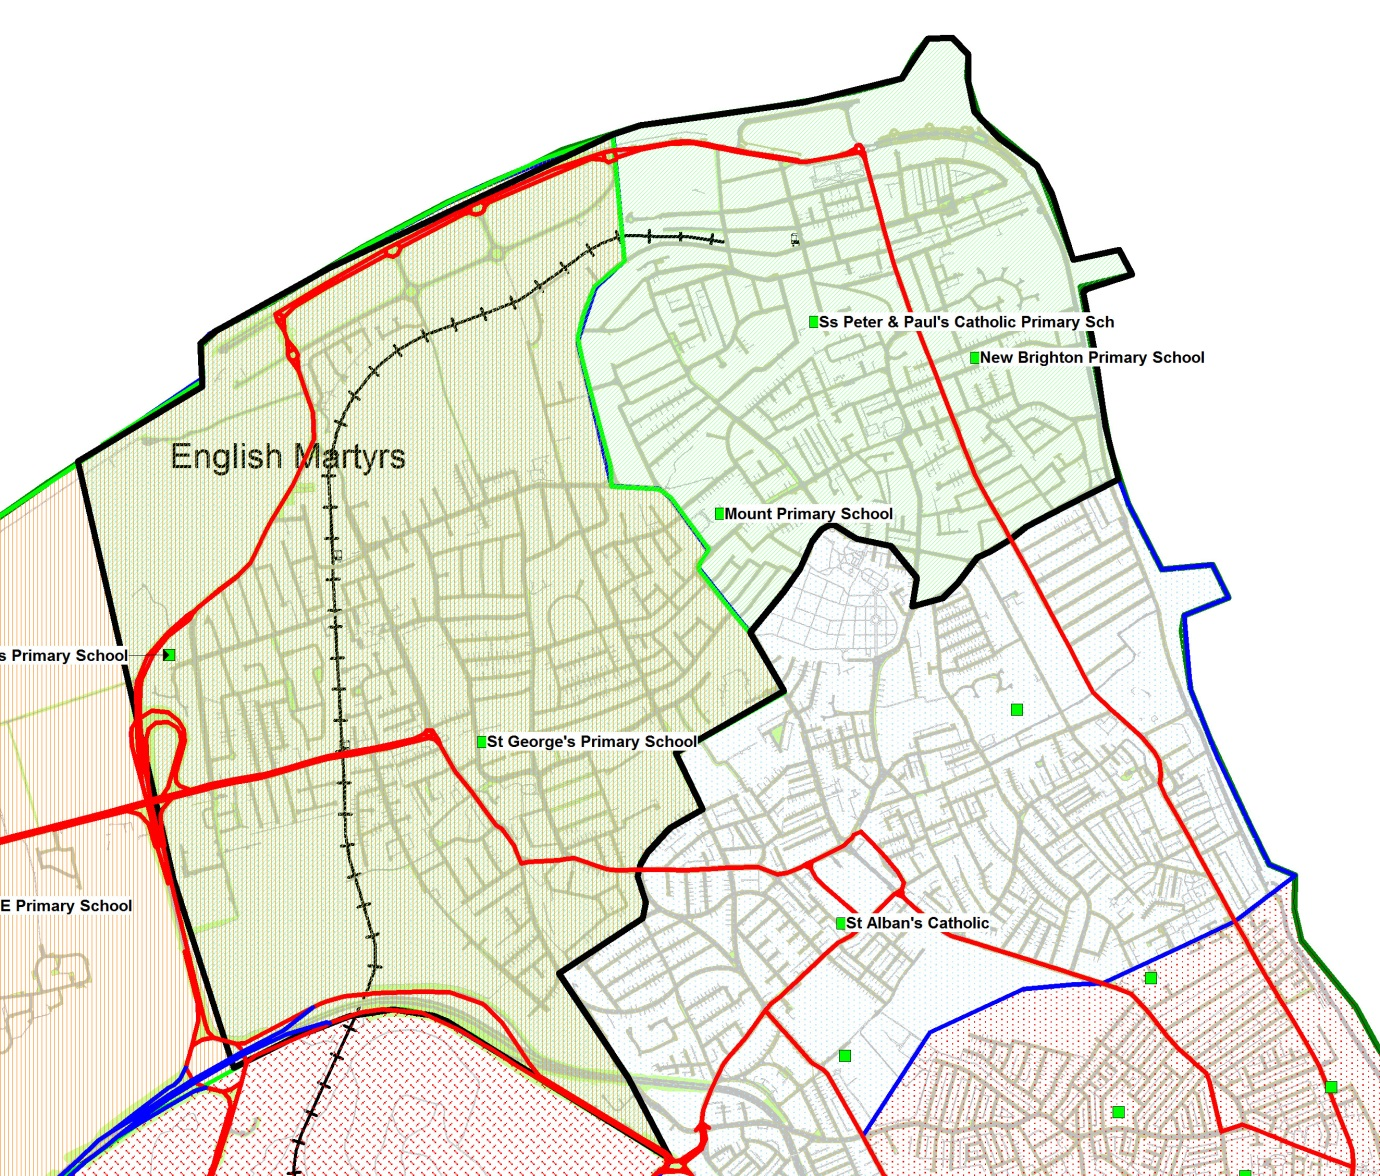 Ss Peter & Paul's Catholic Primary Sch
New Brighton Primary School
English Martyrs
Mount Primary School
s Primary School
St George's Primary School
E Primary School
St Alban's Catholic